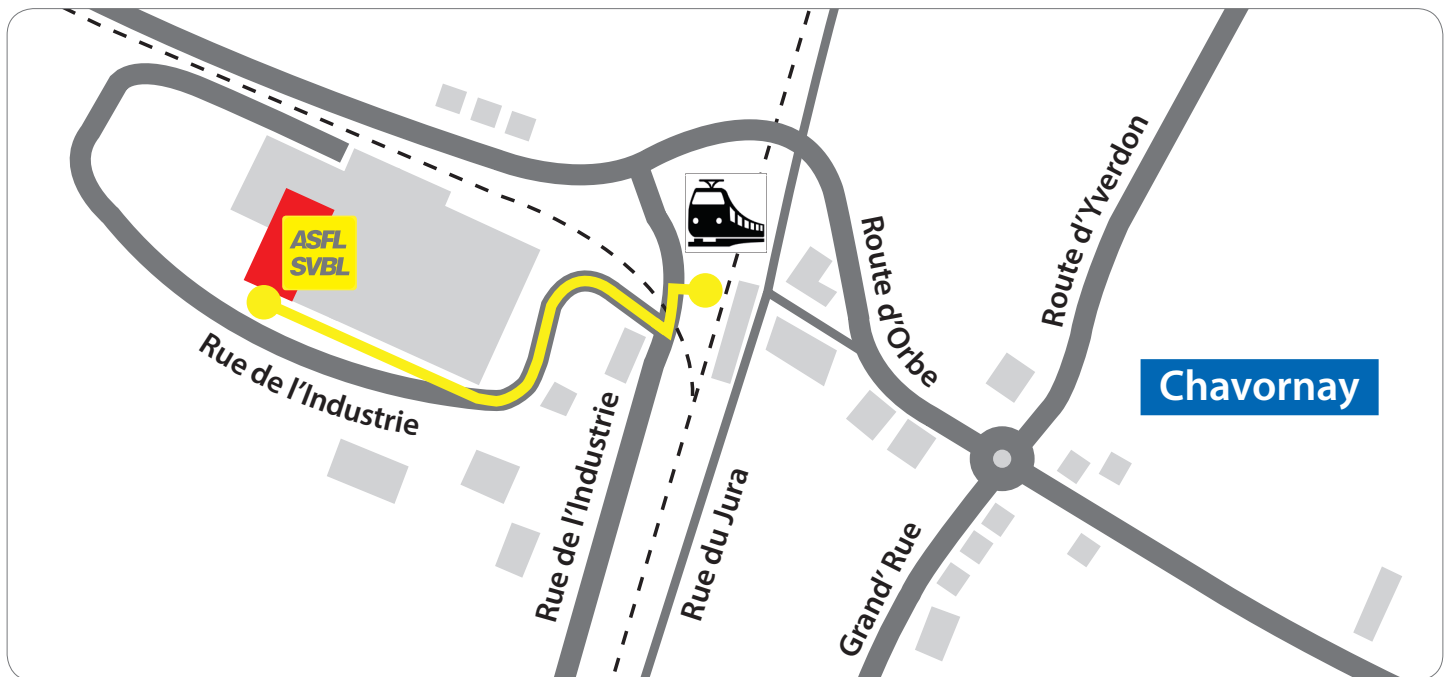 ASFL
SVBL
Rue de l'Industrie
Rue de l'Industrie
Rue du Jura
Route d'Orbe
Route d'Yverdon
Grand' Rue
Chavornay